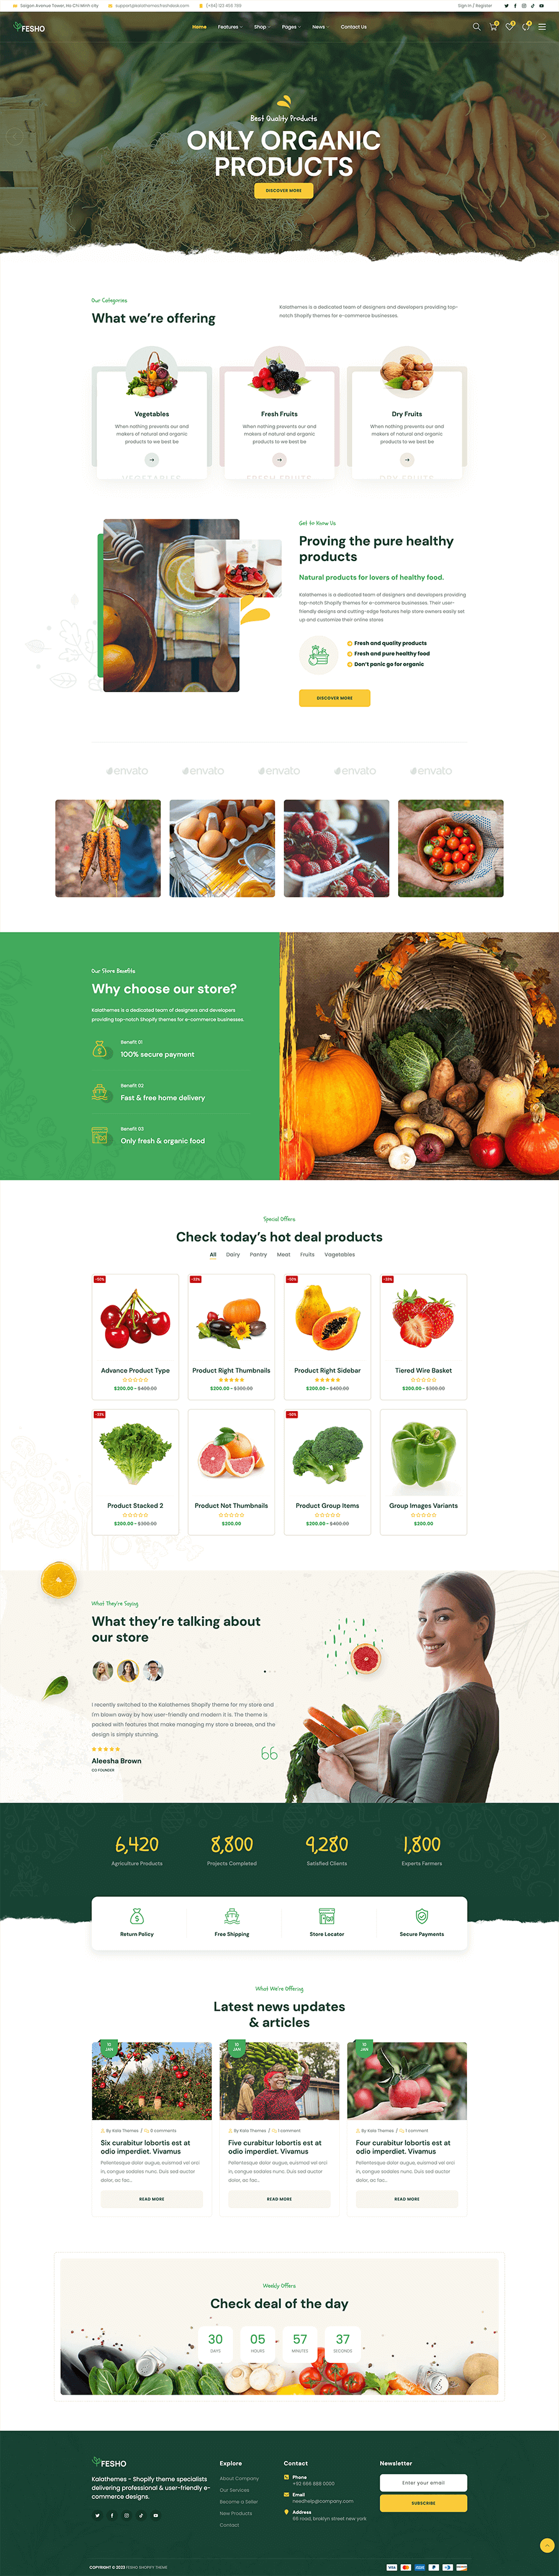 Saigon Avenue Tower, Ho Chi Minh city support@kalathemes.freshdesk.com (+94) 123 456 789 Sign in / Register
FESHO Home Features Shop Pages News Contact Us
Best Quality Products
ONLY ORGANIC
PRODUCTS
DISCOVER MORE
Our Categories
What we're offering
Kalathemes is a dedicated team of designers and developers providing top-
notch Shopify themes for e-commerce businesses.
Vegetables Fresh Fruits Dry Fruits
When nothing prevents our and When nothing prevents our and When nothing prevents our and
makers of natural and organic makers of natural and organic makers of natural and organic
products to we best be products to we best be products to we best be
VEGETABLES FRESH FRUITS DRY FRUITS
Get to Know Us
Proving the pure healthy
products
Natural products for lovers of healthy food.
Kalathemes is a dedicated team of designers and developers providing
top-notch Shopify themes for e-commerce businesses. Their user-
friendly designs and cutting-edge features help store owners easily set
up and customize their online stores
Fresh and quality products
Fresh and pure healthy food
Don't panic go for organic
DISCOVER MORE
envato envato envato envato envato
Our Store Benefits
Why choose our store?
Kalathemes is a dedicated team of designers and developers
providing top-notch Shopify themes for e-commerce businesses.
Benefit 01
100% secure payment
Benefit 02
Fast & free home delivery
Benefit 03
Only fresh & organic food
Special Offers
Check today's hot deal products
All Dairy Pantry Meat Fruits Vegetables
-50% -33% -50% -33%
Advance Product Type Product Right Thumbnails Product Right Sidebar Tiered Wire Basket
$200.00 - $400.00 $200.00 - $300.00 $200.00 - $400.00 $200.00 - $300.00
-33% -50%
Product Stacked 2 Product Not Thumbnails Product Group Items Group Images Variants
$200.00 - $300.00 $200.00 $200.00 - $400.00 $200.00
What They're Saying
What they're talking about
our store
I recently switched to the Kalathemes Shopify theme for my store and
I'm blown away by how user-friendly and modern it is. The theme is
packed with features that make managing my store a breeze, and the
design is simply stunning.
Aleesha Brown
CO FOUNDER
6,420 8,800 9,280 1,800
Agriculture Products Projects Completed Satisfied Clients Experts Farmers
Return Policy Free Shipping Store Locator Secure Payments
What We're Offering
Latest news updates
& articles
JAN JAN JAN
By Kala Themes / 0 comments By Kala Themes / 1 comment By Kala Themes / 1 comment
Six curabitur lobortis est at Five curabitur lobortis est at Four curabitur lobortis est at
odio imperdiet. Vivamus odio imperdiet. Vivamus odio imperdiet. Vivamus
Pellentesque dolor augue, euismod vel orci Pellentesque dolor augue, euismod vel orci Pellentesque dolor augue, euismod vel orci
in, congue sodales nunc. Duis sed auctor in, congue sodales nunc. Duis sed auctor in, congue sodales nunc. Duis sed auctor
dolor, ac fac... dolor, ac fac... dolor, ac fac...
READ MORE READ MORE READ MORE
Weekly Offers
Check deal of the day
30 05 57 37
DAYS HOURS MINUTES SECONDS
FESHO Explore Contact Newsletter
Kalathemes - Shopify theme specialists
delivering professional & user-friendly e-
commerce designs.
About Company
Our Services
Become a Seller
New Products
Contact
Phone
+92 666 888 0000
Email
needhelp@company.com
Address
66 road, broklyn street new york
Enter your email
SUBSCRIBE
COPYRIGHT © 2023 FESHO SHOPIFY THEME VISA